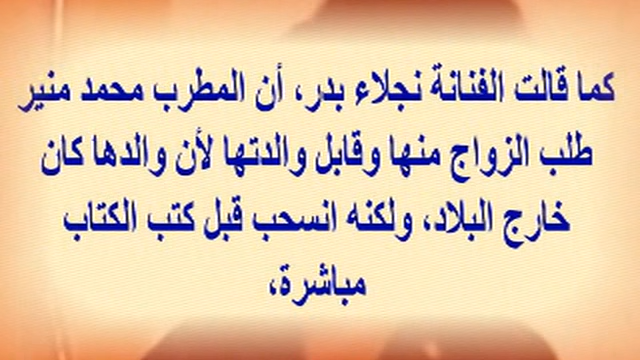 كما قالت الفنانة نجلاء بدر، أن المطرب محمد منير
طلب الزواج منها وقابل والدتها لأن والدها كان
خارج البلاد، ولكنه انسحب قبل كتب الكتاب
مباشرة،